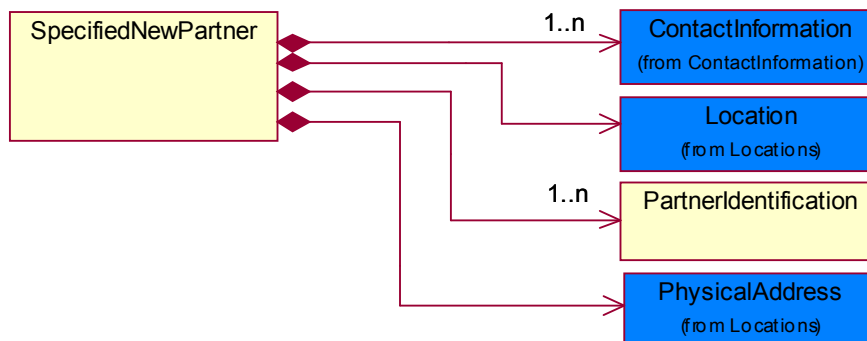 SpecifiedNewPartner
1..n
ContactInformation
(from ContactInformation)
Location
(from Locations)
1..n
PartnerIdentification
PhysicalAddress
(from Locations)